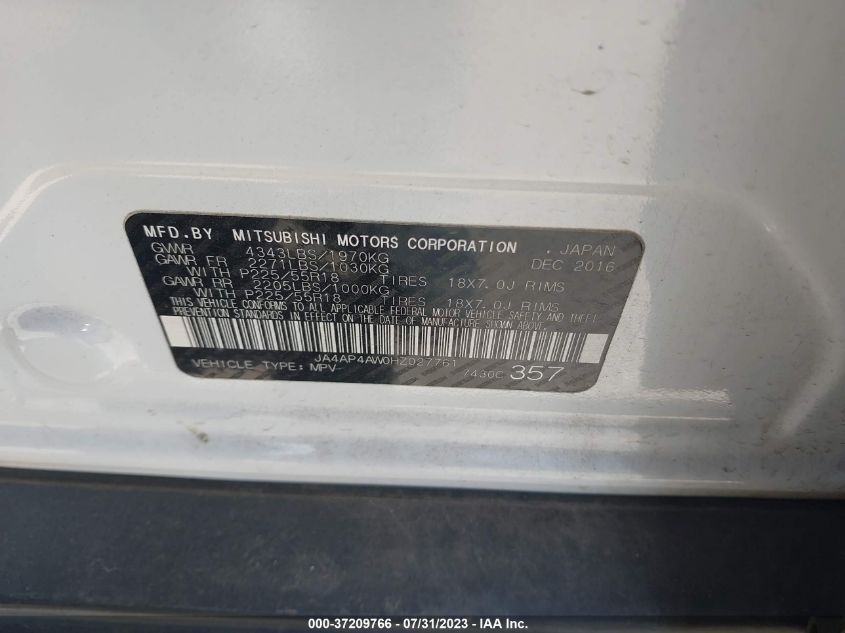 MFD.BY MITSUBISHI MOTORS CORPORATION . JAPAN
GVWR 4343LBS/1970KG DEC 2016
GAWR FR 2271LBS/1030KG
WITH P225/55R18 TIRES 18X7.0J RIMS
GAWR RR 2205LBS/1000KG
WITH P225/55R18 TIRES 18X7.0J RIMS
THIS VEHICLE CONFORMS TO ALL APPLICABLE FEDERAL MOTOR VEHICLE SAFETY AND THEFT
PREVENTION STANDARDS IN EFFECT ON THE DATE OF MANUFACTURE SHOWN ABOVE.
JA4AP4AW0HZ027761
VEHICLE TYPE: MPV 7430C 357
000-37209766 - 07/31/2023 - IAA Inc.